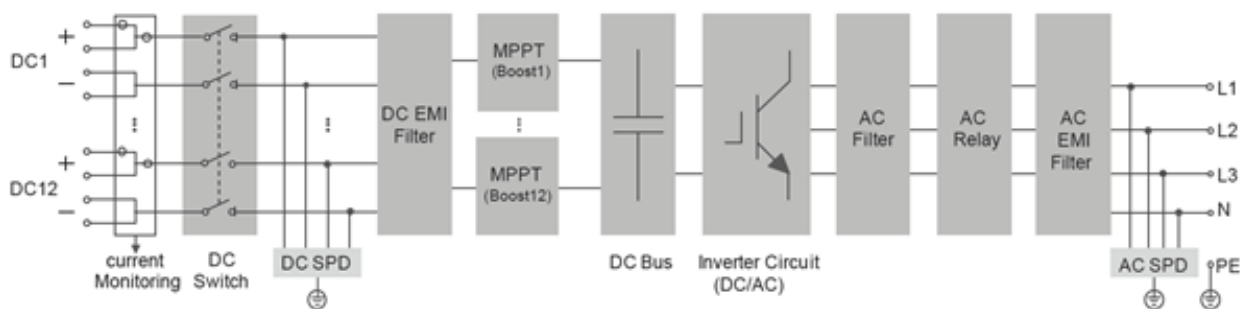 DC1
+
−
+
DC12
−
current
Monitoring
DC
Switch
DC SPD
DC EMI
Filter
MPPT
(Boost1)
MPPT
(Boost12)
DC Bus
Inverter Circuit
(DC/AC)
AC
Filter
AC
Relay
AC
EMI
Filter
AC SPD
L1
L2
L3
N
PE